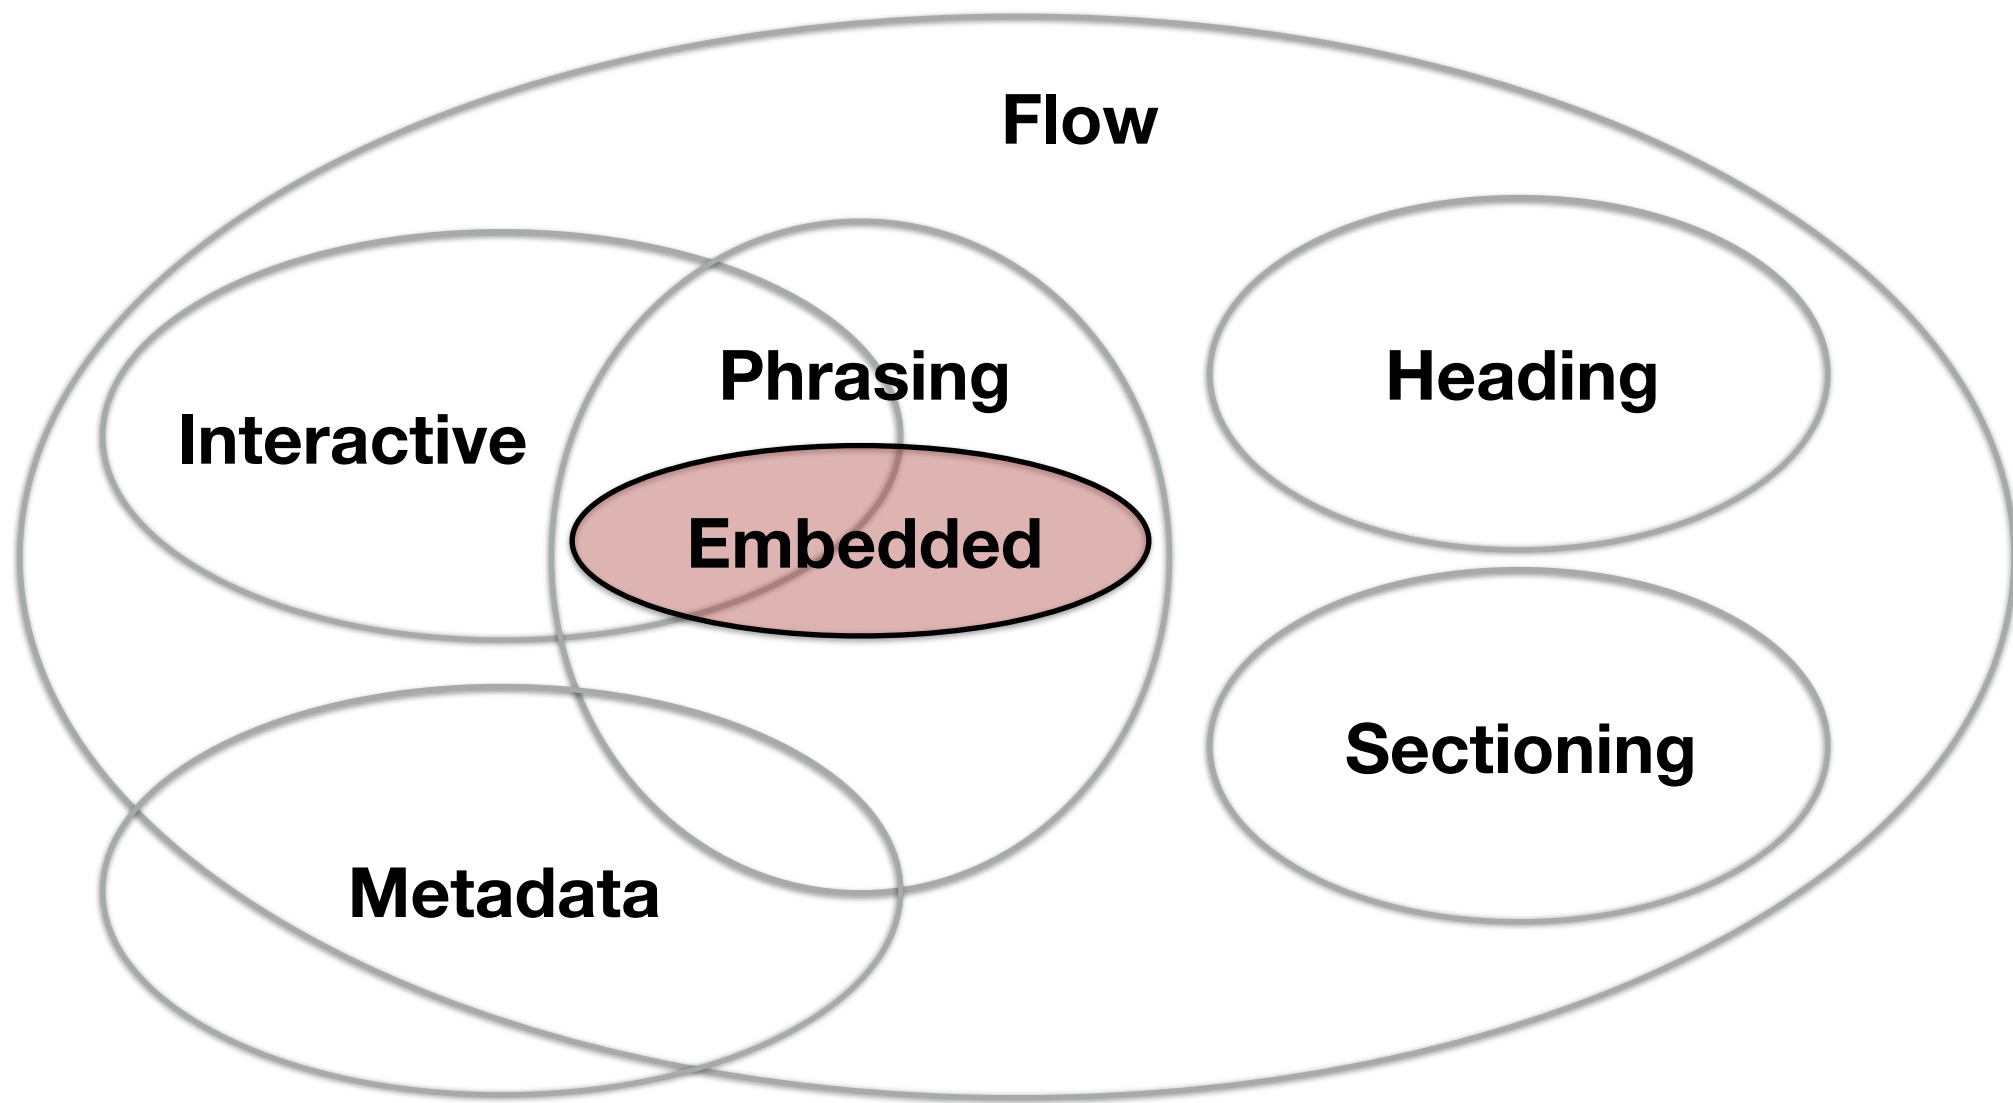 Flow
Phrasing
Heading
Interactive
Embedded
Sectioning
Metadata